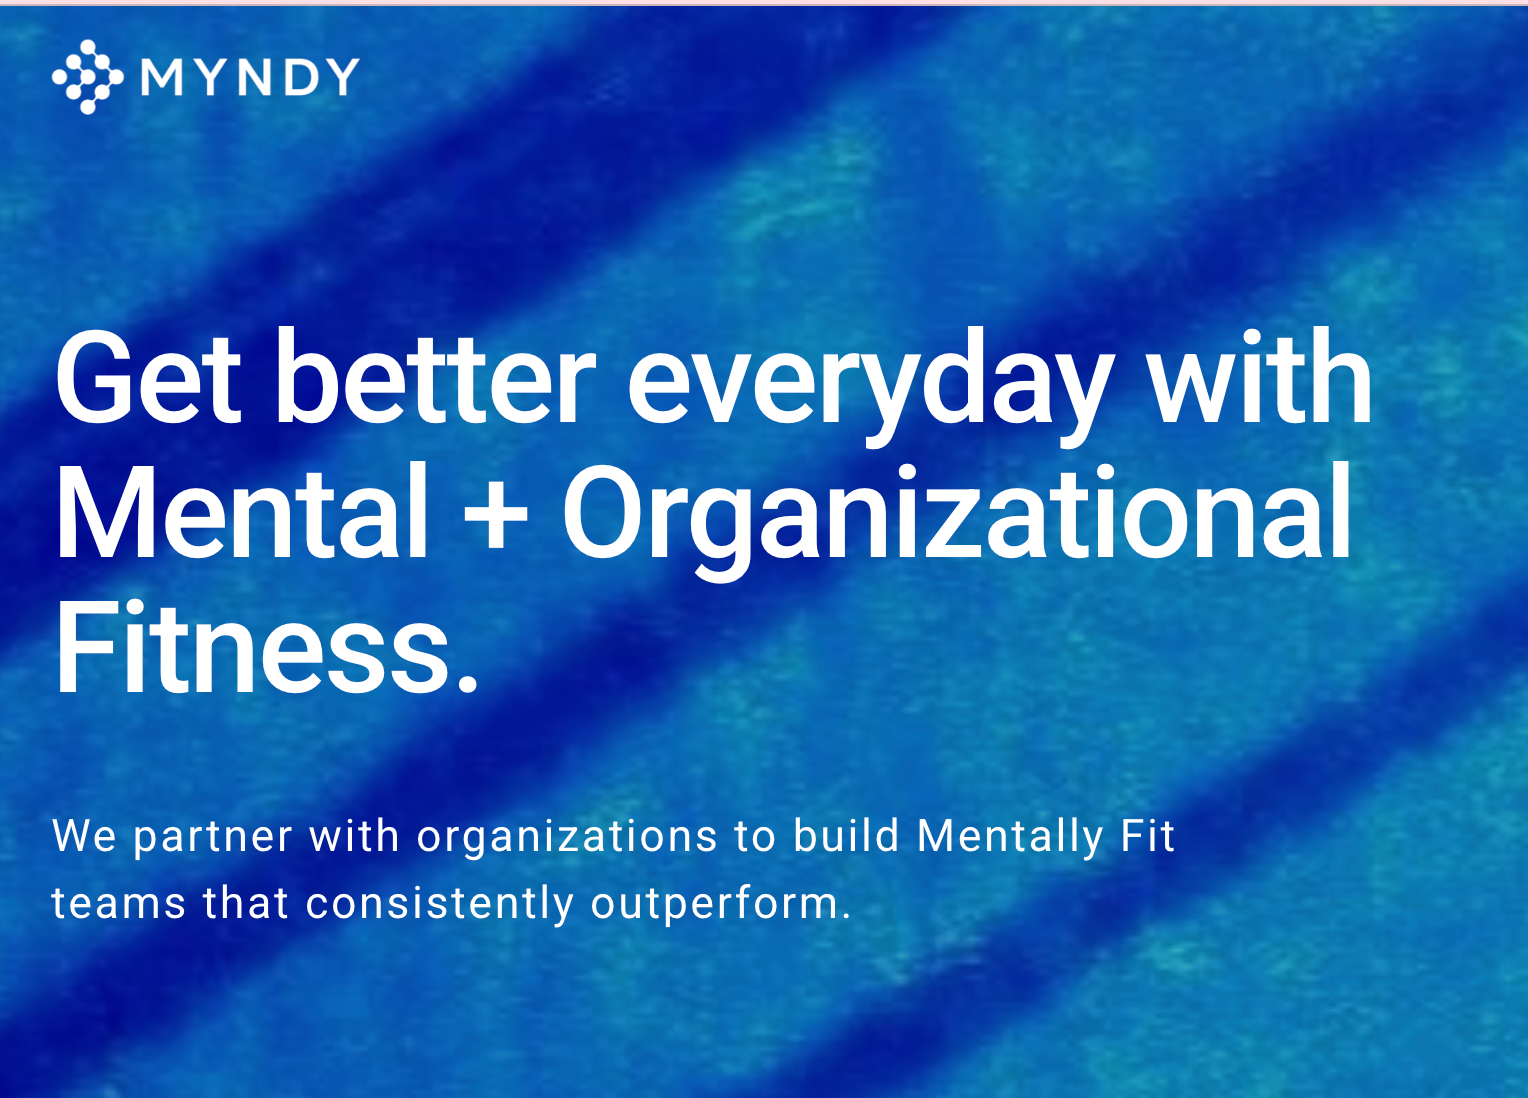 MYNDY
Get better everyday with
Mental + Organizational
Fitness.
We partner with organizations to build Mentally Fit
teams that consistently outperform.